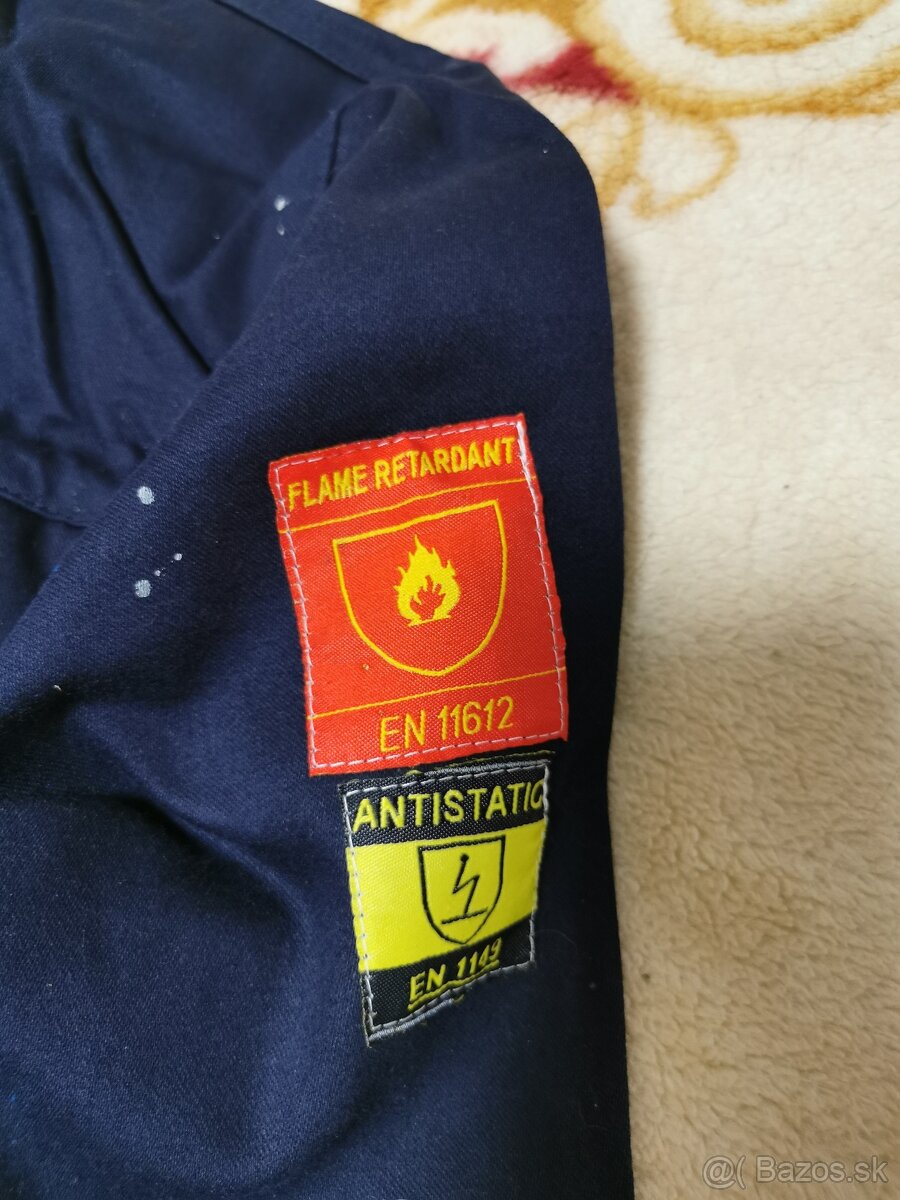 FLAME RETARDANT
EN 11612
ANTISTATIC
EN 1149
@( Bazos.sk